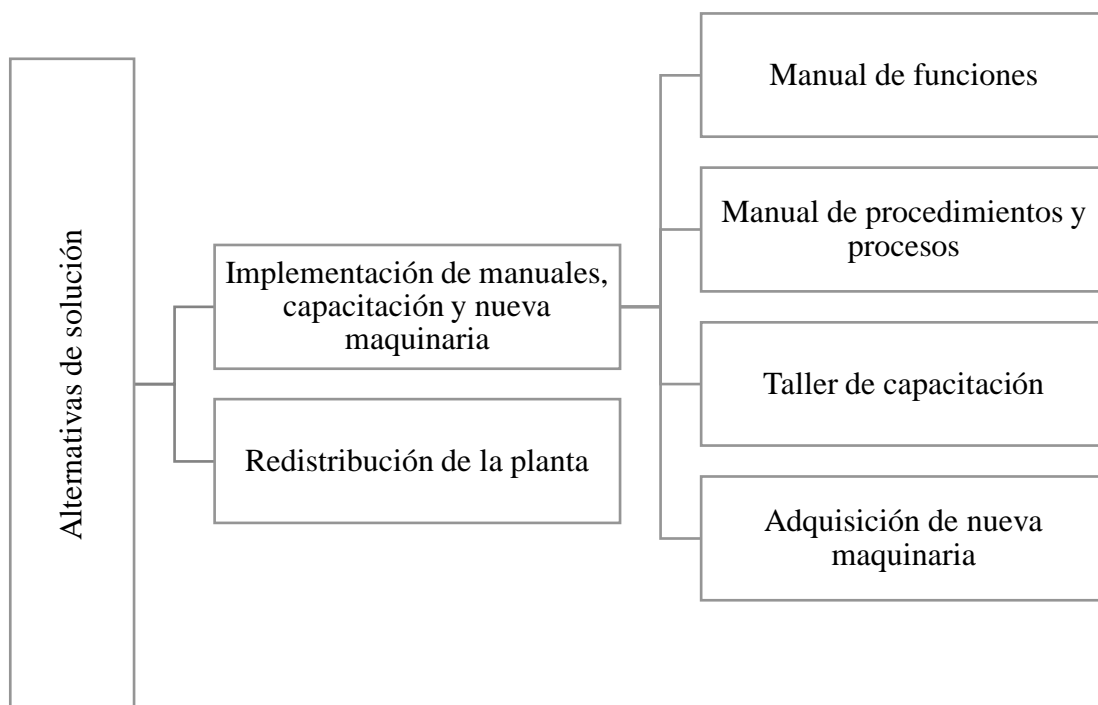 Alternativas de solución
Implementación de manuales,
capacitación y nueva
maquinaria
Redistribución de la planta
Manual de funciones
Manual de procedimientos y
procesos
Taller de capacitación
Adquisición de nueva
maquinaria